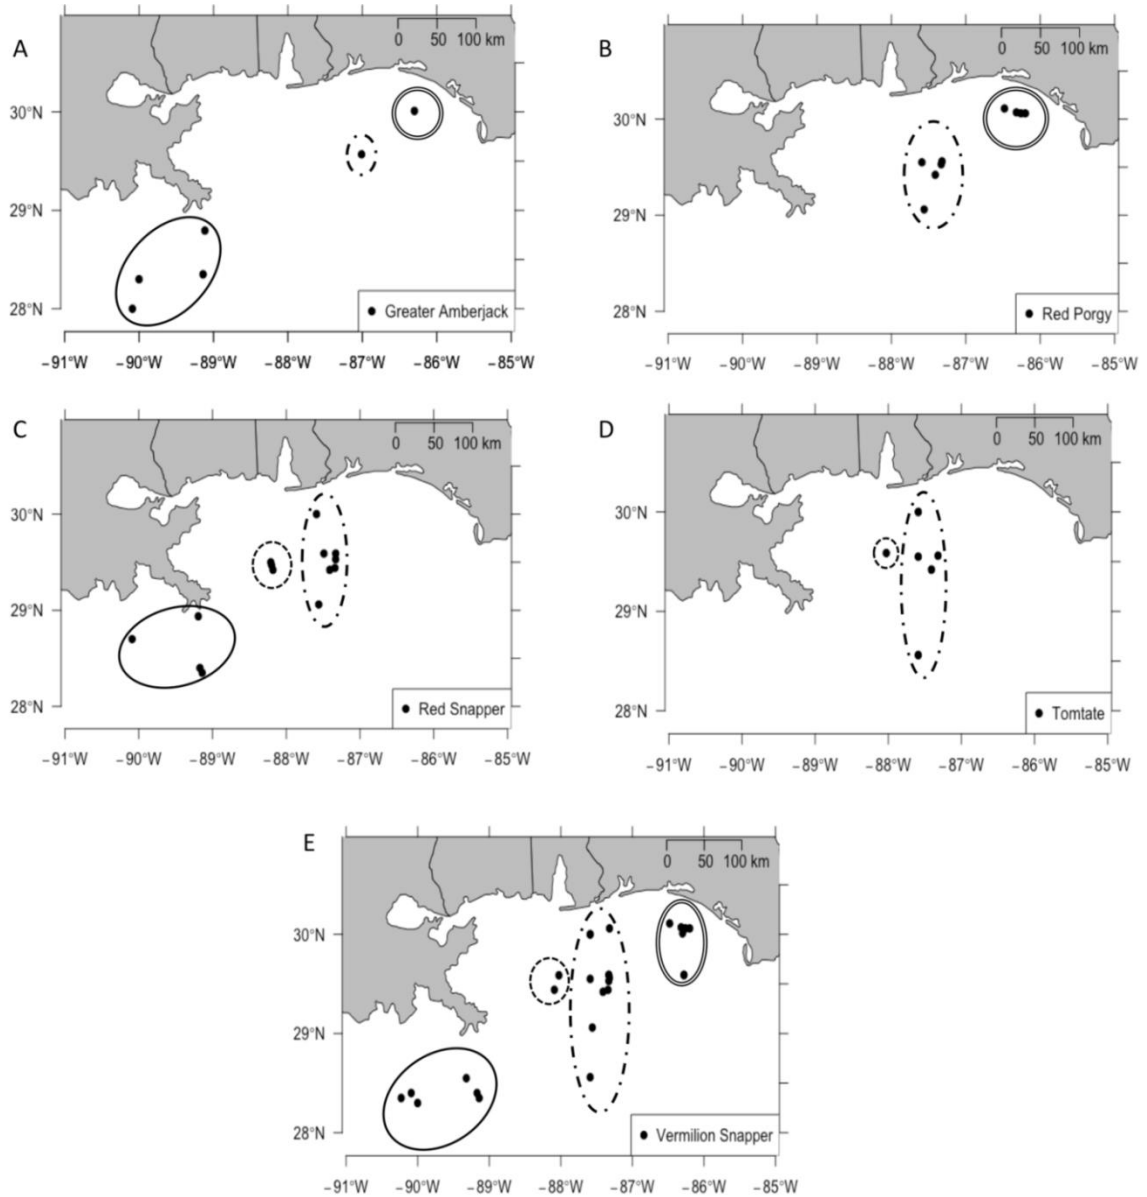 A
0 50 100 km
30°N
29°N
28°N
Greater Amberjack
−91°W −90°W −89°W −88°W −87°W −86°W −85°W
B
0 50 100 km
30°N
29°N
28°N
Red Porgy
−91°W −90°W −89°W −88°W −87°W −86°W −85°W
C
0 50 100 km
30°N
29°N
28°N
Red Snapper
−91°W −90°W −89°W −88°W −87°W −86°W −85°W
D
0 50 100 km
30°N
29°N
28°N
Tomtate
−91°W −90°W −89°W −88°W −87°W −86°W −85°W
E
0 50 100 km
30°N
29°N
28°N
Vermilion Snapper
−91°W −90°W −89°W −88°W −87°W −86°W −85°W